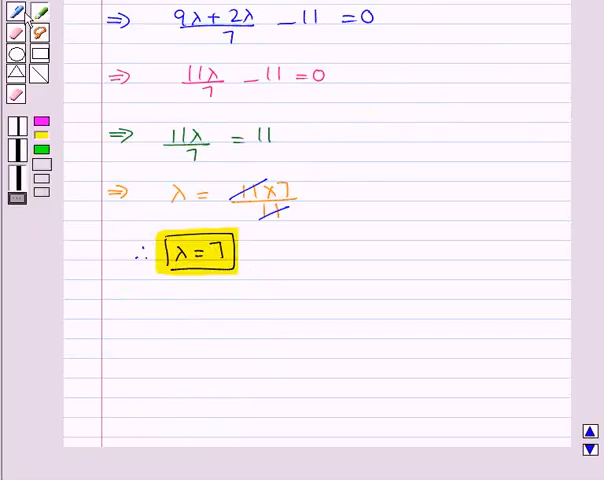 ⇒ 9λ + 2λ / 7 - 11 = 0
⇒ 11λ / 7 - 11 = 0
⇒ 11λ / 7 = 11
⇒ λ = 11 × 7 / 11
∴ λ = 7